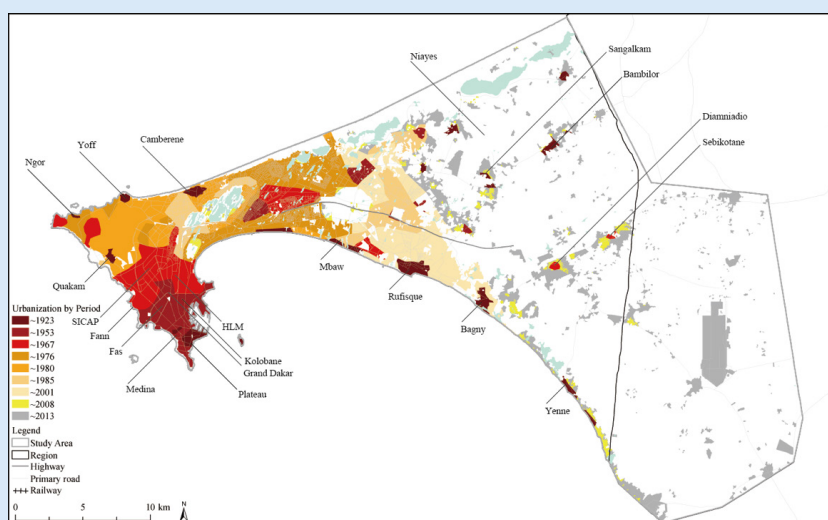 Sangalkam
Niayes
Bambilor
Diamniadio
Camberene
Sebikotane
Yoff
Ngor
Mbaw
Quakam
Rufisque
Urbanization by Period
~1923
SICAP
HLM
Bagny
~1953
Fann
~1967
Fas
Kolobane
~1976
Grand Dakar
~1980
Medina
Plateau
~1985
Yenne
~2001
~2008
~2013
Legend
Study Area
Region
Highway
Primary road
Railway
N
0 5 10 km